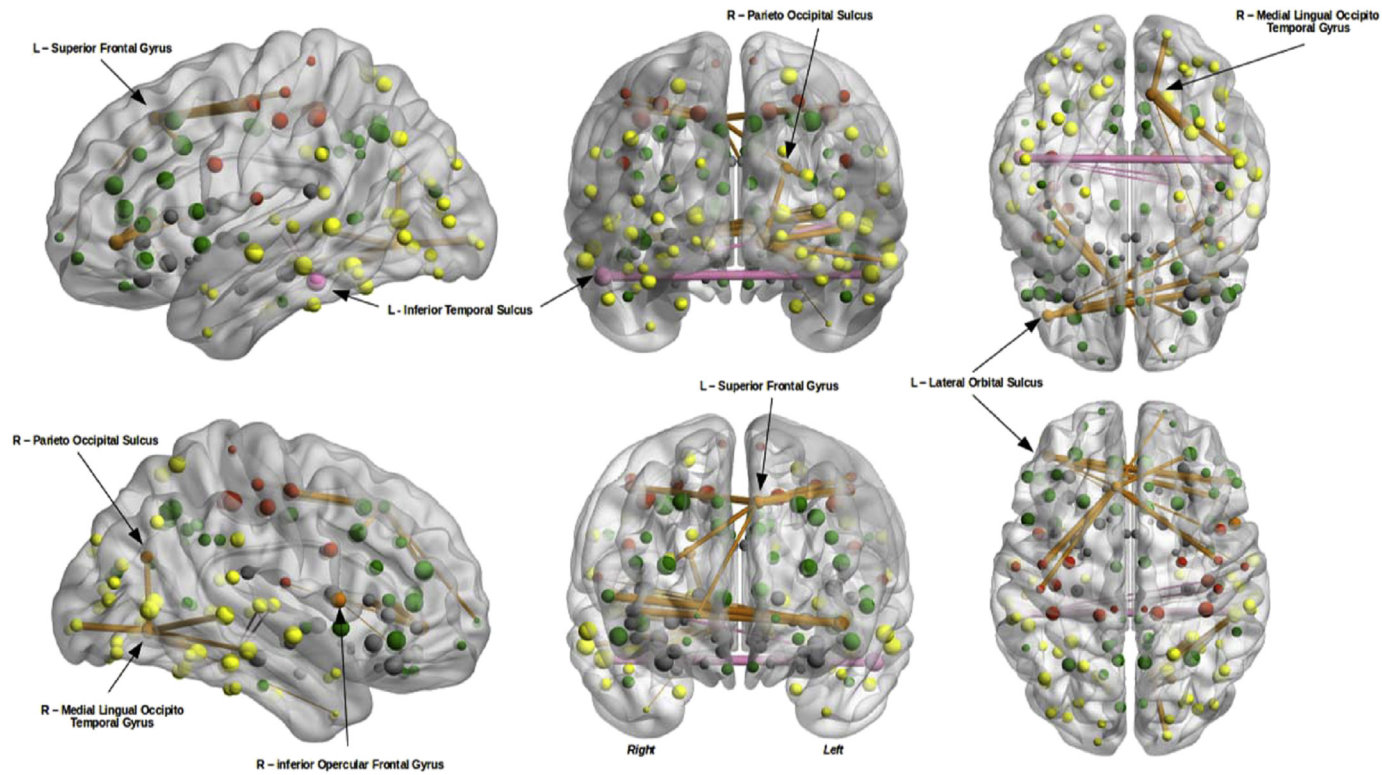 R – Parieto Occipital Sulcus
R – Medial Lingual Occipito
Temporal Gyrus
L – Superior Frontal Gyrus
L - Inferior Temporal Sulcus
L – Lateral Orbital Sulcus
L – Superior Frontal Gyrus
R – Parieto Occipital Sulcus
R – Medial Lingual Occipito
Temporal Gyrus
Right
Left
R – inferior Opercular Frontal Gyrus